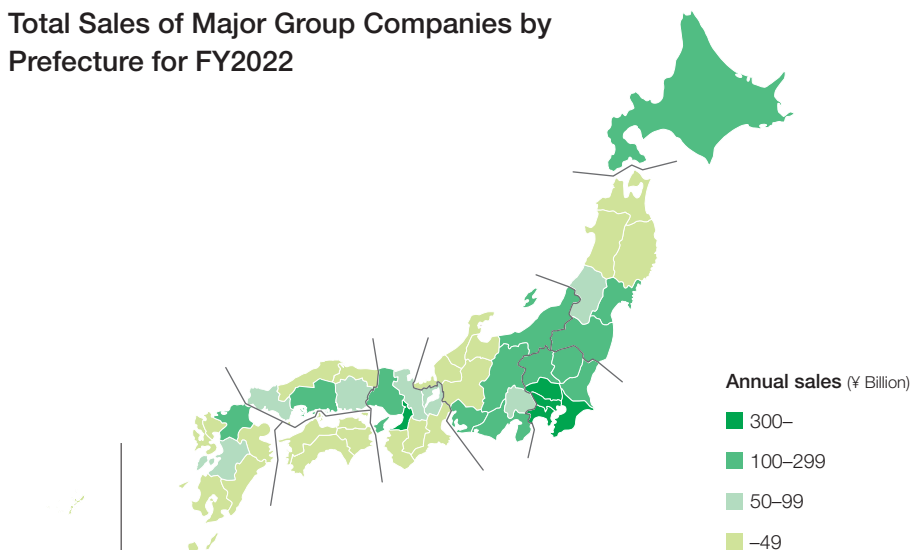 Total Sales of Major Group Companies by
Prefecture for FY2022
Annual sales (¥ Billion)
300–
100–299
50–99
–49